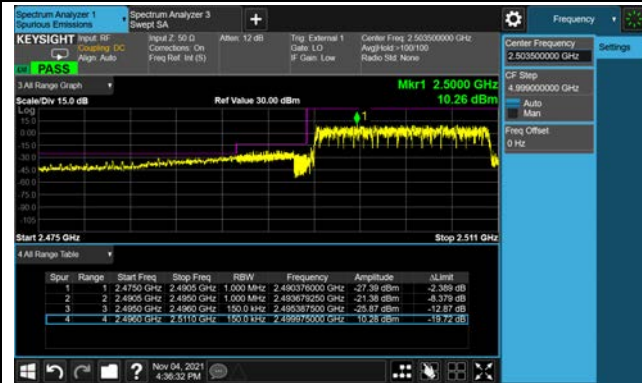 Spectrum Analyzer 1
Spurious Emissions
Spectrum Analyzer 3
Swept SA
Frequency
KEYSIGHT
Input: RF
Coupling: DC
Align: Auto
Input Z: 50 Ω
Corrections: On
Freq Ref: Int (S)
Atten: 12 dB
Trig: External 1
Gate: LO
IF Gain: Low
Center Freq: 2.503500000 GHz
Avg|Hold:>100/100
Radio Std: None
PASS
3 All Range Graph
Mkr1 2.5000 GHz
Scale/Div 15.0 dB
Ref Value 30.00 dBm
10.26 dBm
Log
15.0
0.00
-15.0
-30.0
-45.0
-60.0
-75.0
-90.0
-105
1
Start 2.475 GHz
Stop 2.511 GHz
4 All Range Table
Spur Range Start Freq Stop Freq RBW Frequency Amplitude ΔLimit
1 1 2.4750 GHz 2.4905 GHz 1.000 MHz 2.490376000 GHz -27.39 dBm -2.389 dB
2 2 2.4905 GHz 2.4950 GHz 1.000 MHz 2.493679250 GHz -21.38 dBm -8.379 dB
3 3 2.4950 GHz 2.4960 GHz 150.0 kHz 2.495387500 GHz -25.87 dBm -12.87 dB
4 4 2.4960 GHz 2.5110 GHz 150.0 kHz 2.499975000 GHz 10.28 dBm -19.72 dB
Center Frequency
2.503500000 GHz
Settings
CF Step
4.999000000 GHz
Auto
Man
Freq Offset
0 Hz
Nov 04, 2021
4:36:32 PM